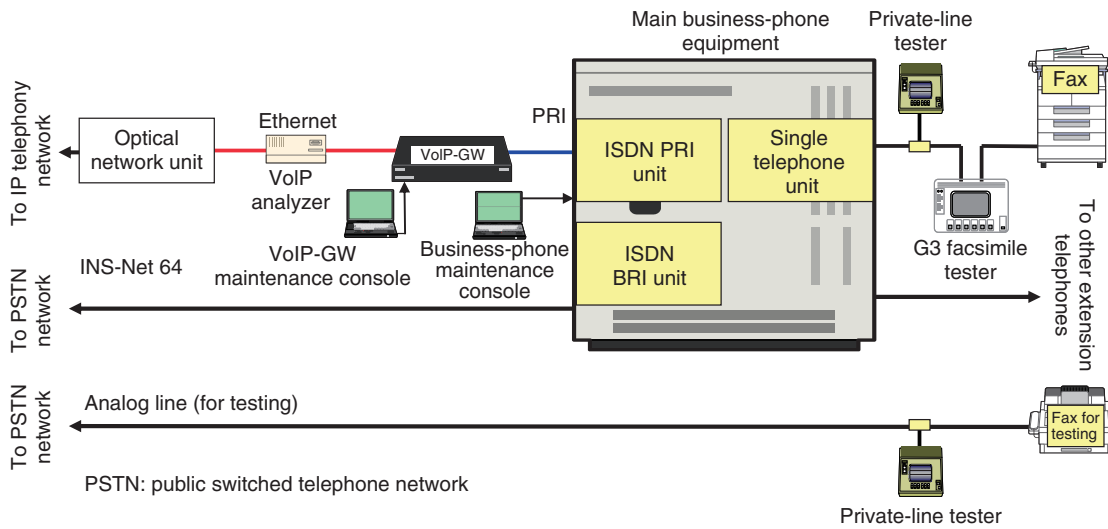 Main business-phone
equipment
Private-line
tester
Fax
To IP telephony
network
Optical
network unit
Ethernet
VoIP
analyzer
VoIP-GW
PRI
ISDN PRI
unit
Single
telephone
unit
VoIP-GW
maintenance console
Business-phone
maintenance
console
G3 facsimile
tester
ISDN
BRI unit
To other extension
telephones
To PSTN
network
INS-Net 64
To PSTN
network
Analog line (for testing)
Fax for
testing
PSTN: public switched telephone network
Private-line tester